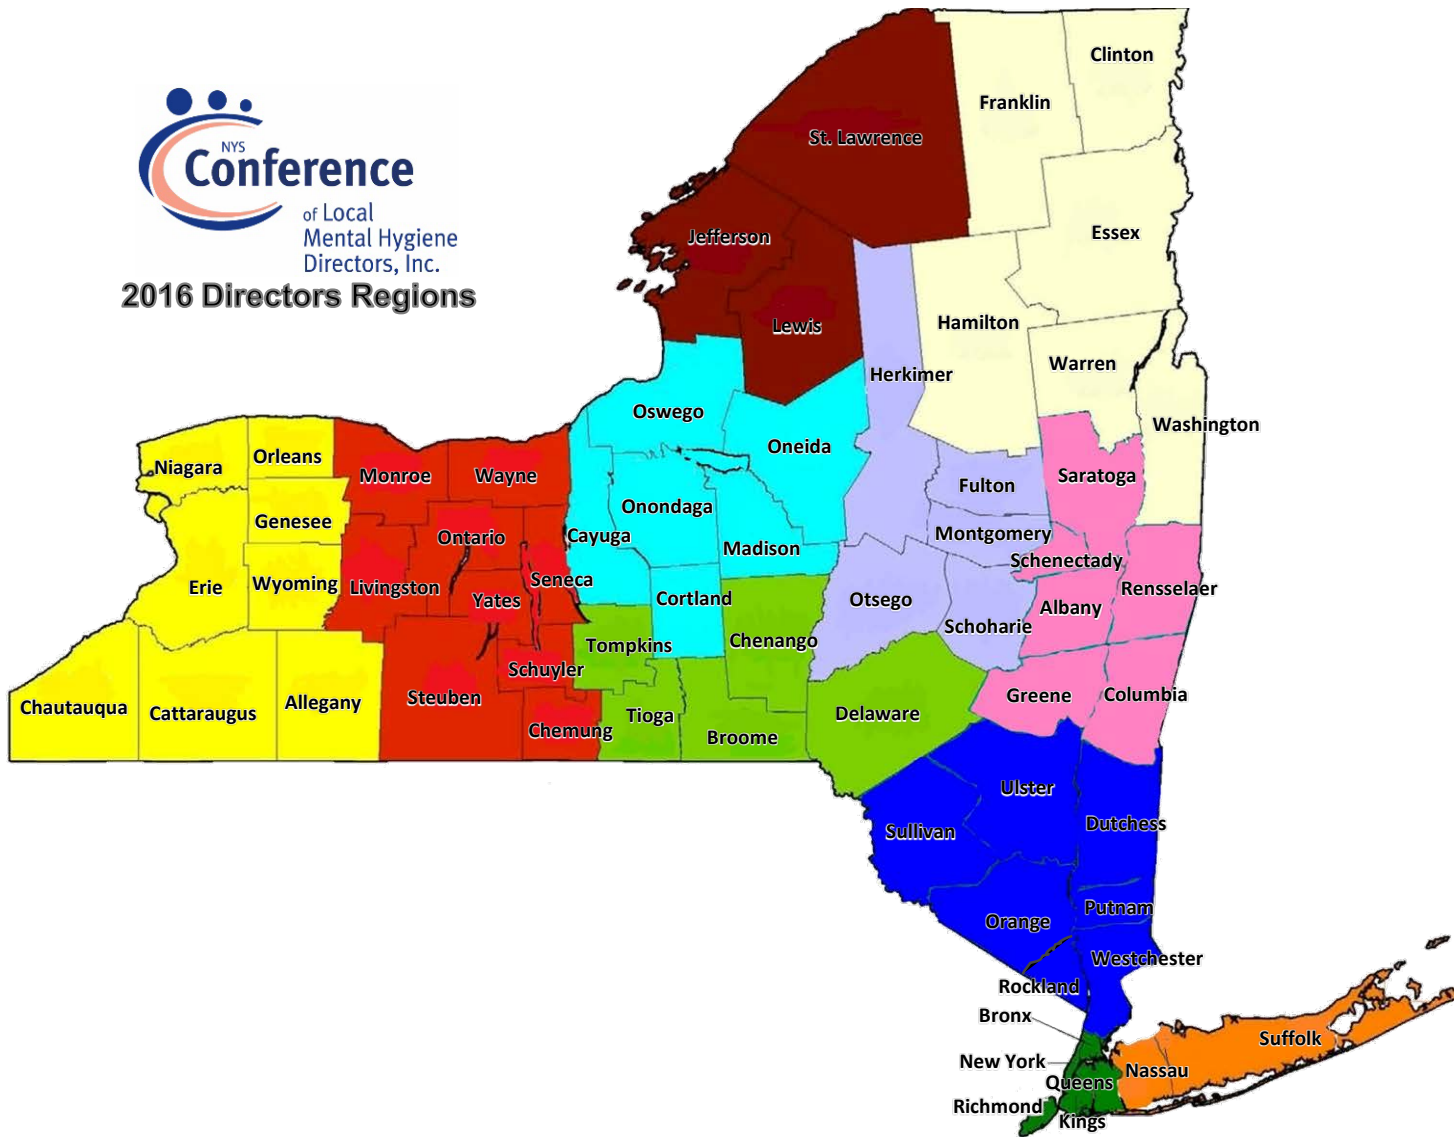 NYS
Conference
of Local
Mental Hygiene
Directors, Inc.
2016 Directors Regions
Clinton
Franklin
St. Lawrence
Essex
Jefferson
Hamilton
Lewis
Warren
Herkimer
Oswego
Washington
Oneida
Orleans
Niagara
Monroe
Wayne
Saratoga
Fulton
Onondaga
Genesee
Montgomery
Ontario
Cayuga
Madison
Schenectady
Seneca
Wyoming
Erie
Livingston
Rensselaer
Cortland
Yates
Otsego
Albany
Schoharie
Chenango
Tompkins
Schuyler
Greene
Columbia
Steuben
Allegany
Chautauqua
Cattaraugus
Tioga
Delaware
Chemung
Broome
Ulster
Dutchess
Sullivan
Putnam
Orange
Westchester
Rockland
Bronx
Suffolk
New York
Nassau
Queens
Richmond
Kings